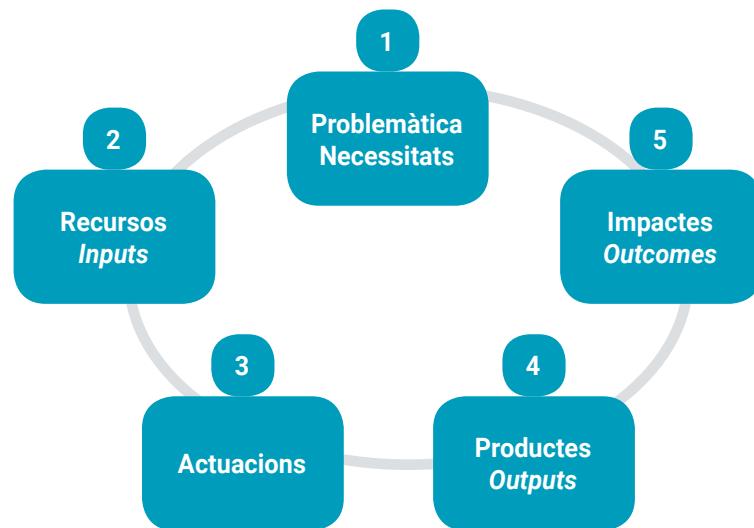 1
Problemàtica
Necessitats
2
Recursos
Inputs
3
Actuacions
4
Productes
Outputs
5
Impactes
Outcomes